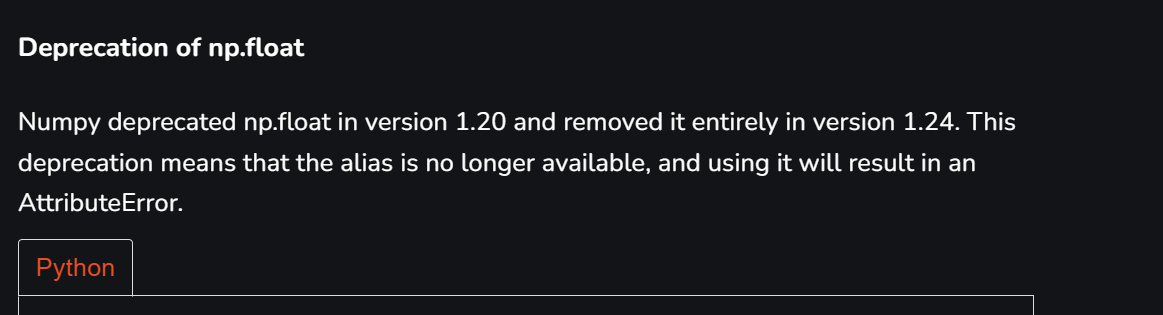 Deprecation of np.float
Numpy deprecated np.float in version 1.20 and removed it entirely in version 1.24. This
deprecation means that the alias is no longer available, and using it will result in an
AttributeError.
Python